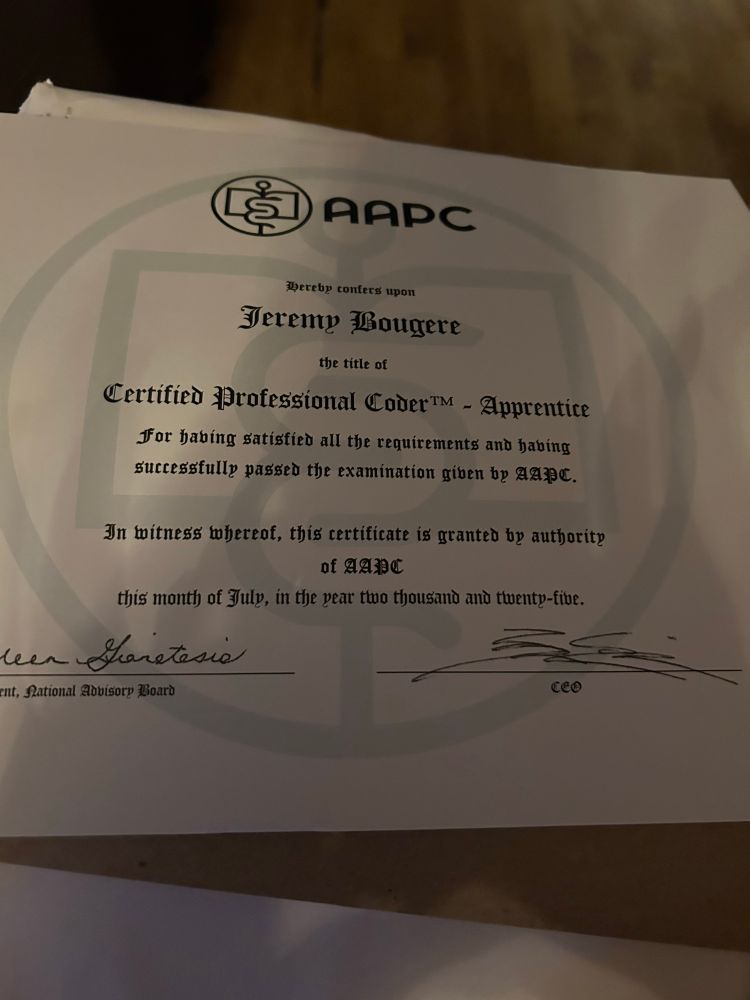 AAPC
Hereby confers upon
Jeremy Bougere
the title of
Certified Professional Coder™ - Apprentice
For having satisfied all the requirements and having
successfully passed the examination given by AAPC.
In witness whereof, this certificate is granted by authority
of AAPC
this month of July, in the year two thousand and twenty-five.
National Advisory Board
CEO